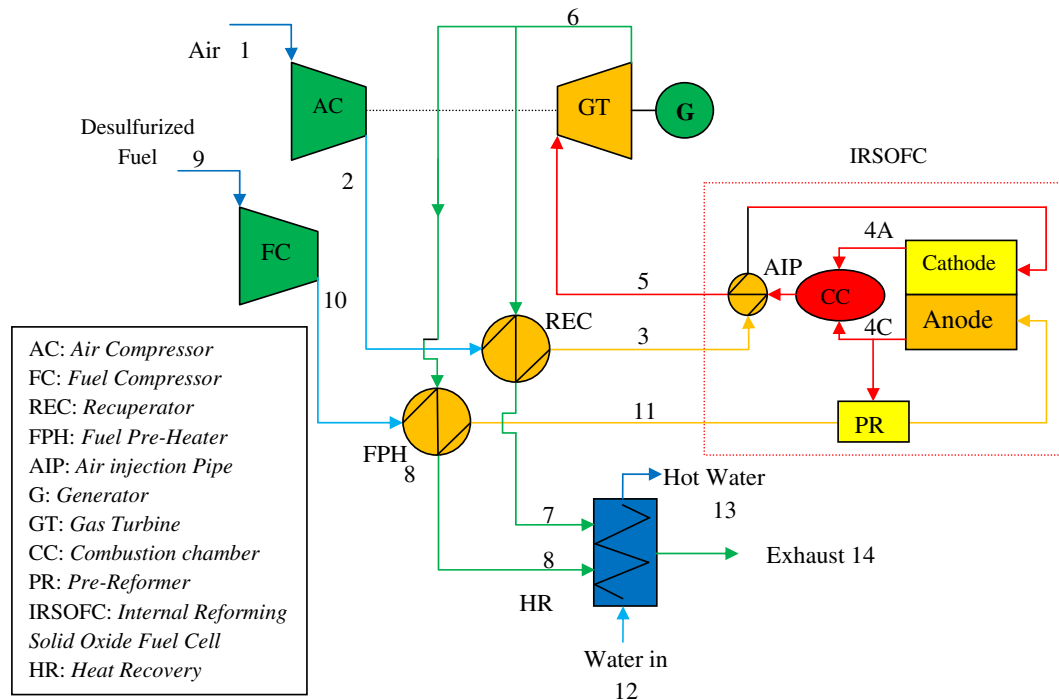 6
Air 1
AC
GT
G
Desulfurized
Fuel
9
2
IRSOFC
FC
4A
Cathode
AIP
5
CC
10
REC
4C
Anode
3
AC: Air Compressor
FC: Fuel Compressor
REC: Recuperator
FPH: Fuel Pre-Heater
AIP: Air injection Pipe
G: Generator
GT: Gas Turbine
CC: Combustion chamber
PR: Pre-Reformer
IRSOFC: Internal Reforming
Solid Oxide Fuel Cell
HR: Heat Recovery
11
PR
FPH
8
Hot Water
13
7
8
Exhaust 14
HR
Water in
12